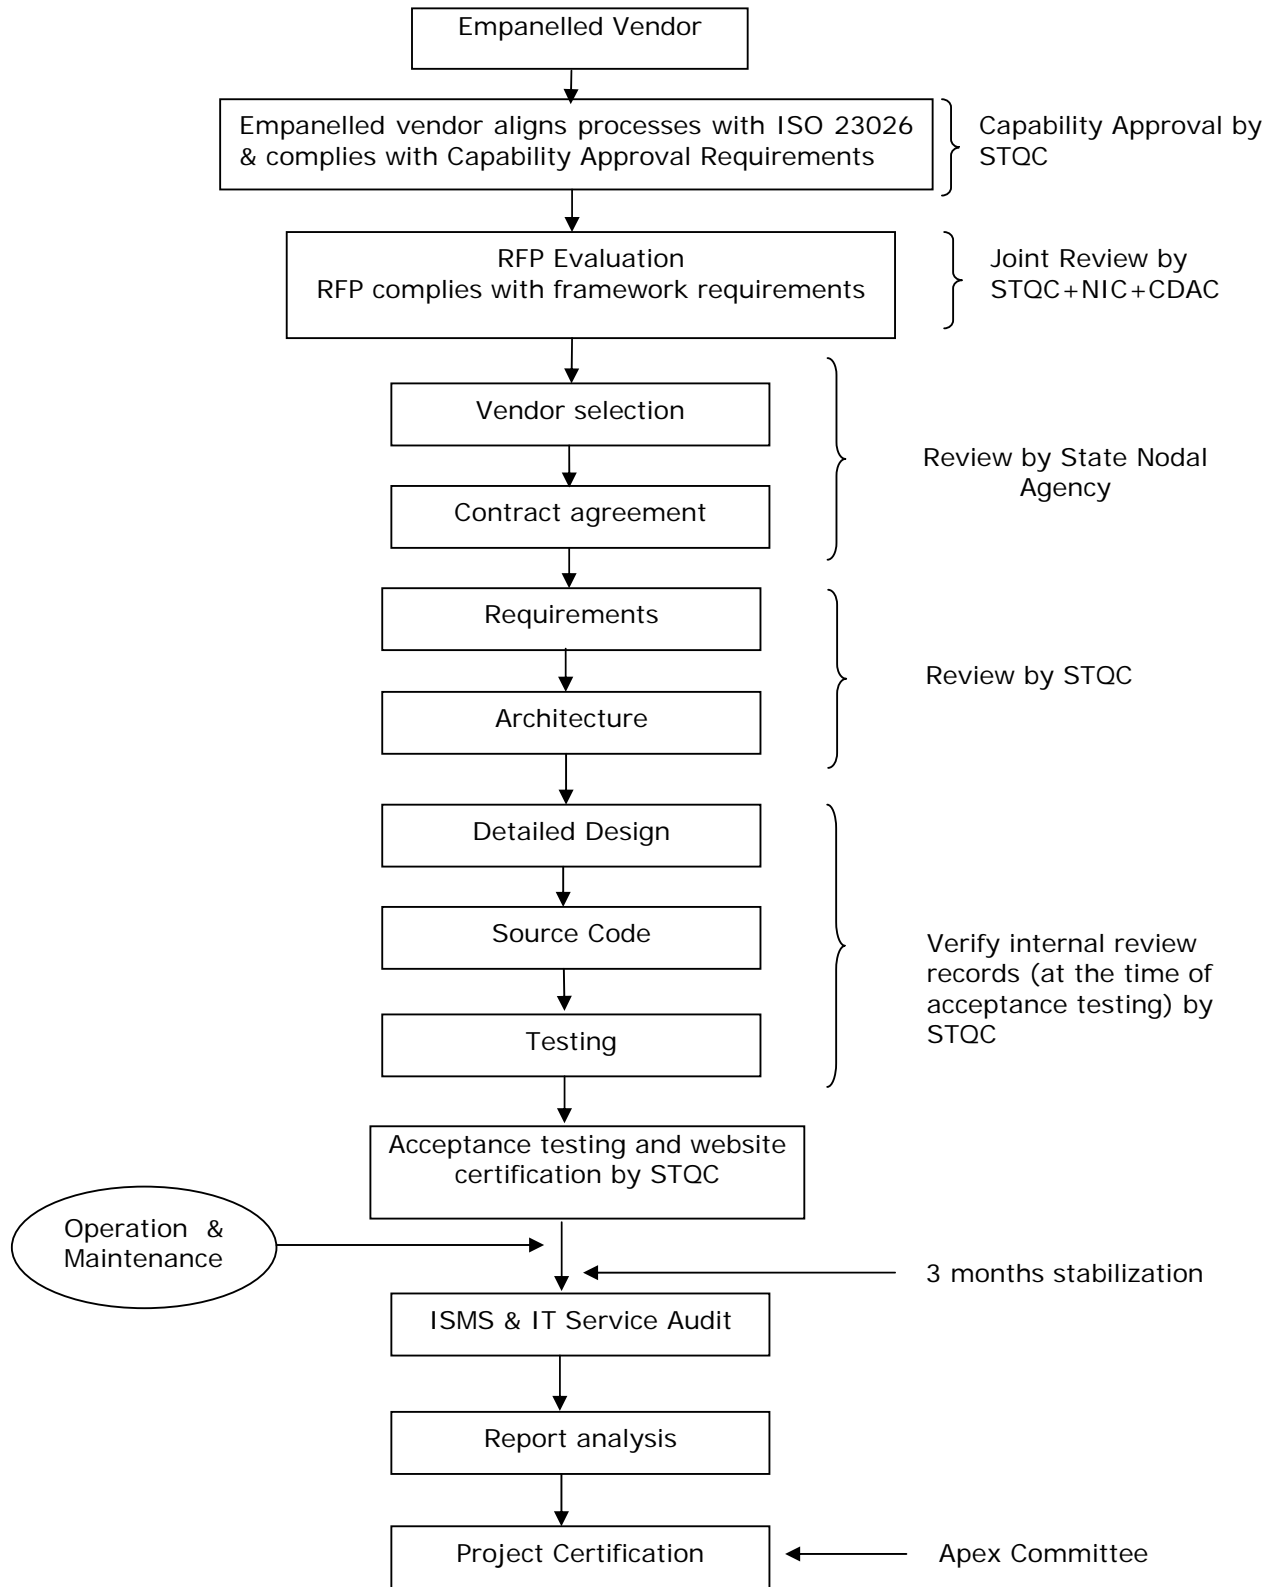 Empanelled Vendor
Empanelled vendor aligns processes with ISO 23026
& complies with Capability Approval Requirements
Capability Approval by
STQC
RFP Evaluation
RFP complies with framework requirements
Joint Review by
STQC+NIC+CDAC
Vendor selection
Contract agreement
Review by State Nodal
Agency
Requirements
Architecture
Review by STQC
Detailed Design
Source Code
Testing
Verify internal review
records (at the time of
acceptance testing) by
STQC
Acceptance testing and website
certification by STQC
Operation &
Maintenance
3 months stabilization
ISMS & IT Service Audit
Report analysis
Project Certification
Apex Committee